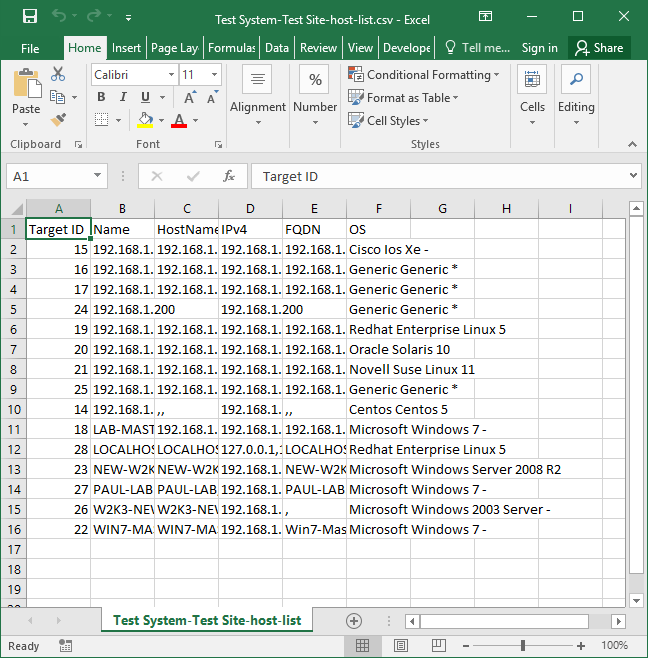 Test System-Test Site-host-list.csv - Excel
File Home Insert Page Lay Formulas Data Review View Develope Tell me... Sign in Share
Calibri 11
Paste B I U A A A Alignment Number % Conditional Formatting Format as Table Cell Styles Cells Editing
Clipboard Font Styles
A1 fx Target ID
A B C D E F G H I
1 Target ID Name HostName IPv4 FQDN OS
2 15 192.168.1. 192.168.1. 192.168.1. 192.168.1. Cisco Ios Xe -
3 16 192.168.1. 192.168.1. 192.168.1. 192.168.1. Generic Generic *
4 17 192.168.1. 192.168.1. 192.168.1. 192.168.1. Generic Generic *
5 24 192.168.1.200 192.168.1.200 Generic Generic *
6 19 192.168.1. 192.168.1. 192.168.1. 192.168.1. Redhat Enterprise Linux 5
7 20 192.168.1. 192.168.1. 192.168.1. 192.168.1. Oracle Solaris 10
8 21 192.168.1. 192.168.1. 192.168.1. 192.168.1. Novell Suse Linux 11
9 25 192.168.1. 192.168.1. 192.168.1. 192.168.1. Generic Generic *
10 14 192.168.1. ,, 192.168.1. ,, Centos Centos 5
11 18 LAB-MAST 192.168.1. 192.168.1. 192.168.1. Microsoft Windows 7 -
12 28 LOCALHOS LOCALHOS 127.0.0.1, LOCALHOS Redhat Enterprise Linux 5
13 23 NEW-W2K NEW-W2K 192.168.1. NEW-W2K Microsoft Windows Server 2008 R2
14 27 PAUL-LAB PAUL-LAB 192.168.1. PAUL-LAB Microsoft Windows 7 -
15 26 W2K3-NEW W2K3-NEW 192.168.1. , Microsoft Windows 2003 Server -
16 22 WIN7-MA WIN7-MA 192.168.1. Win7-Mas Microsoft Windows 7 -
17
18
19
Test System-Test Site-host-list
Ready 100%